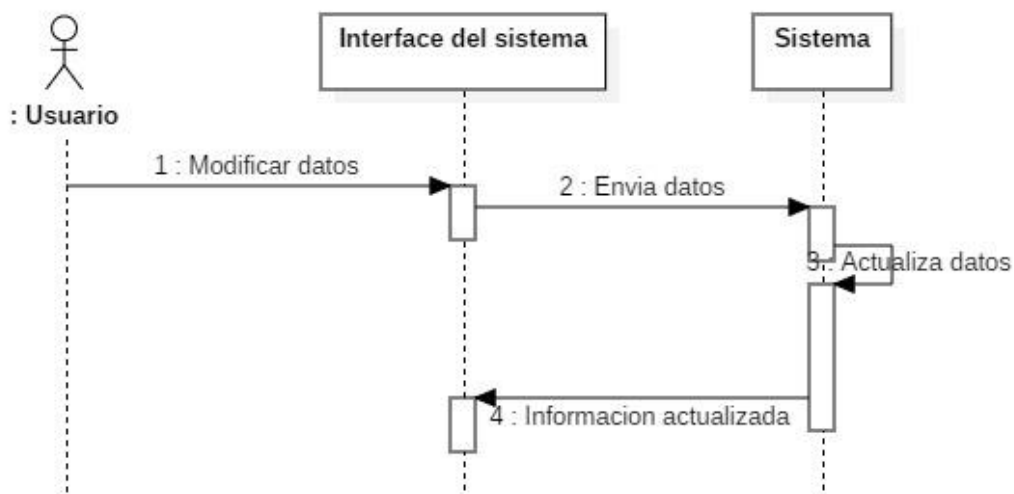 Interface del sistema
Sistema
: Usuario
1 : Modificar datos
2 : Envia datos
3 : Actualiza datos
4 : Informacion actualizada